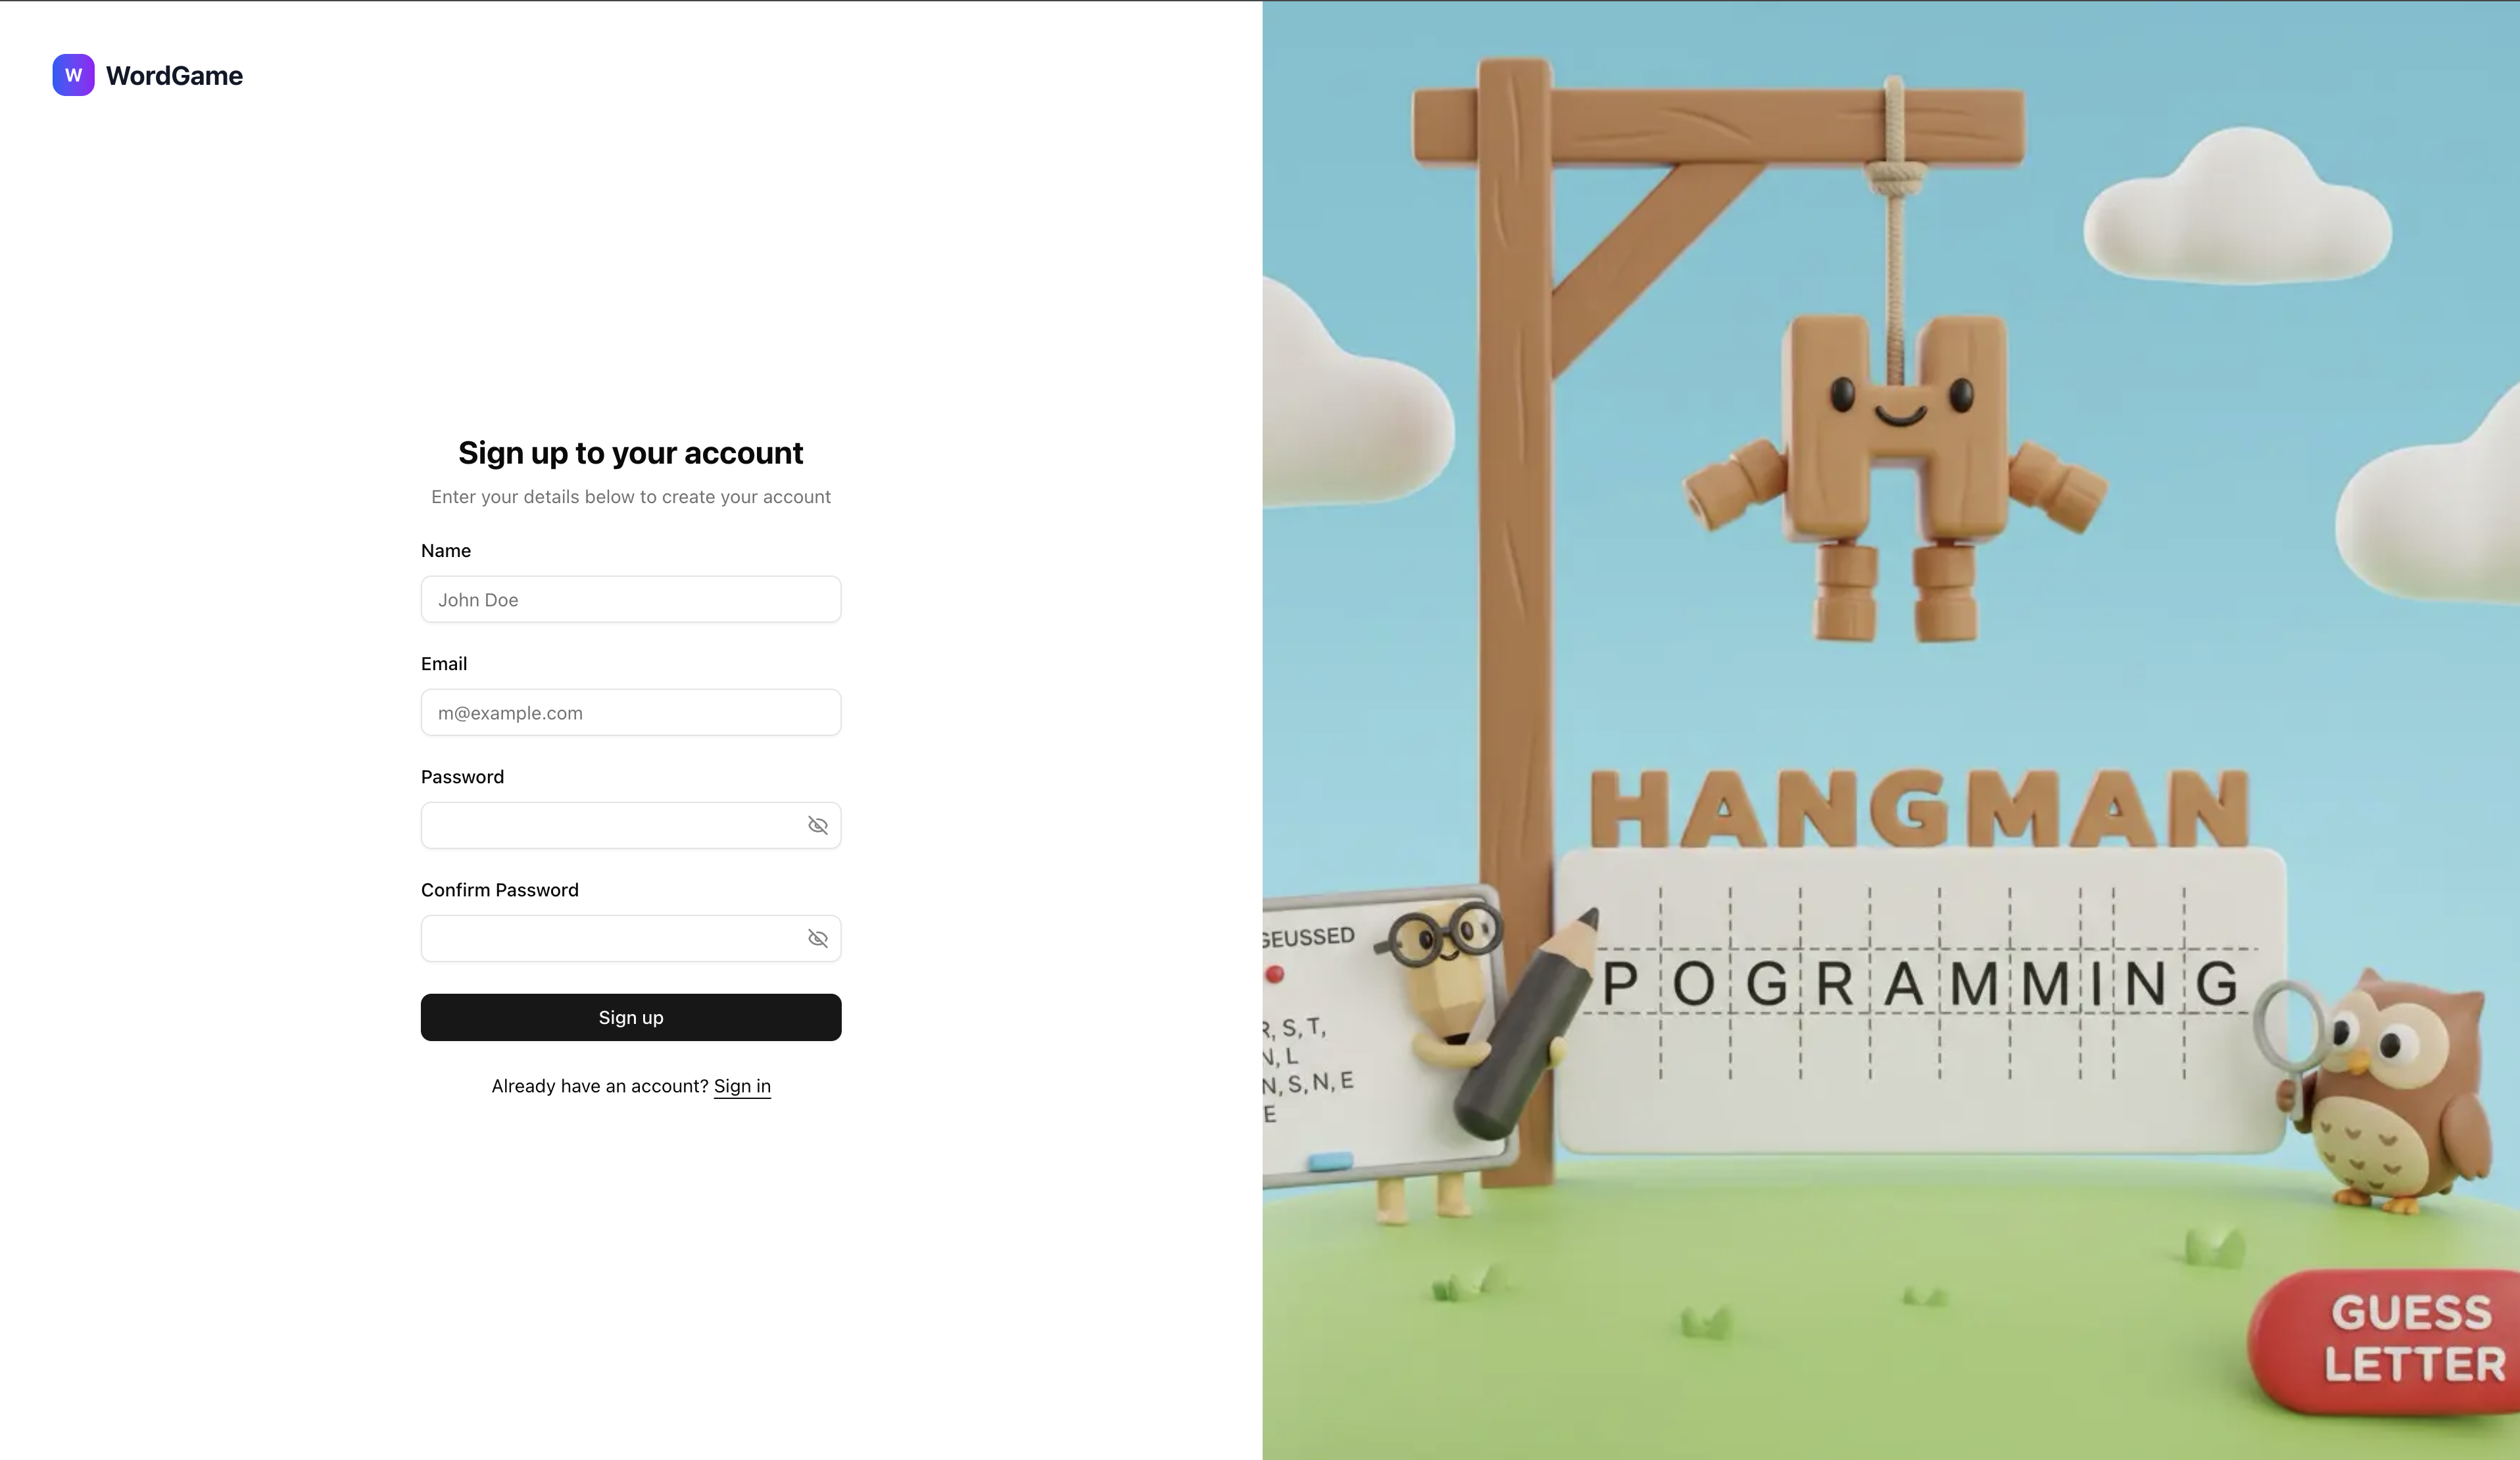 W WordGame
Sign up to your account
Enter your details below to create your account
Name
John Doe
Email
m@example.com
Password
Confirm Password
Sign up
Already have an account? Sign in
HANGMAN
GEUSSED
R, S, T,
N, L
N, S, N, E
E
POGRAMMING
GUESS
LETTER